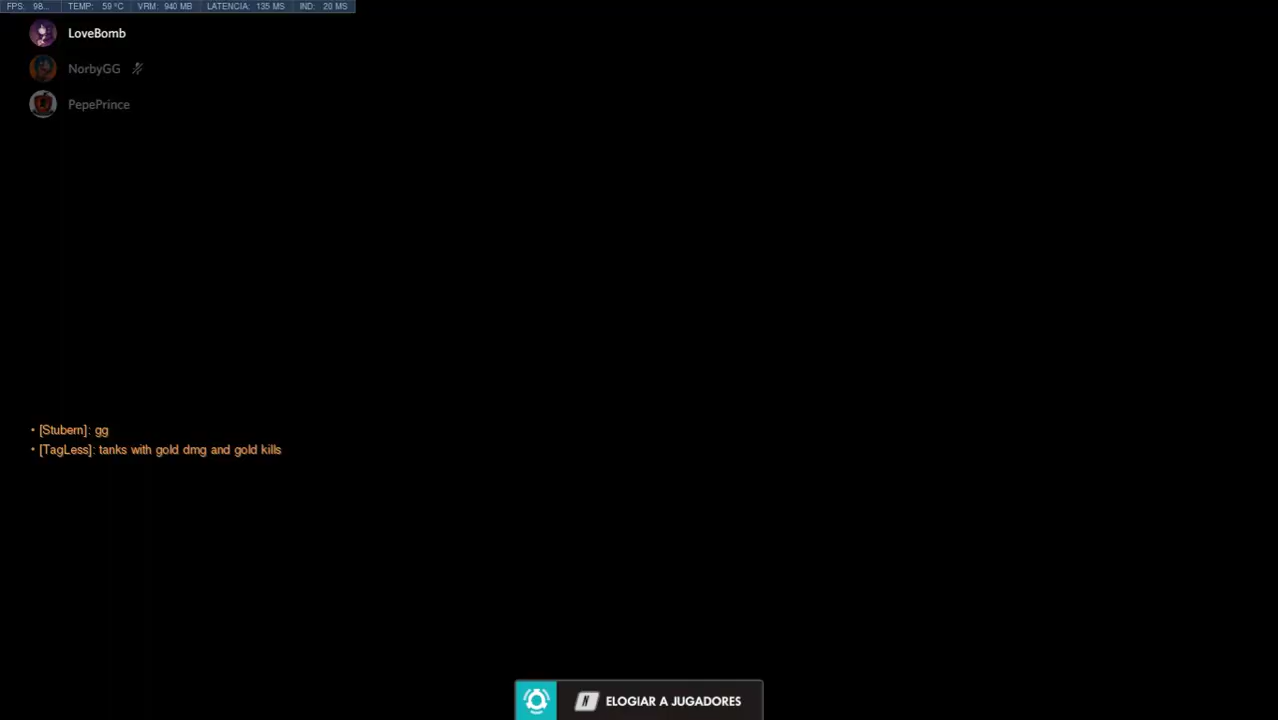 FPS: 98... TEMP: 59 °C VRM: 940 MB LATENCIA: 135 MS IND: 20 MS
LoveBomb
NorbyGG
PepePrince
• [Stubern]: gg
• [TagLess]: tanks with gold dmg and gold kills
N ELOGIAR A JUGADORES